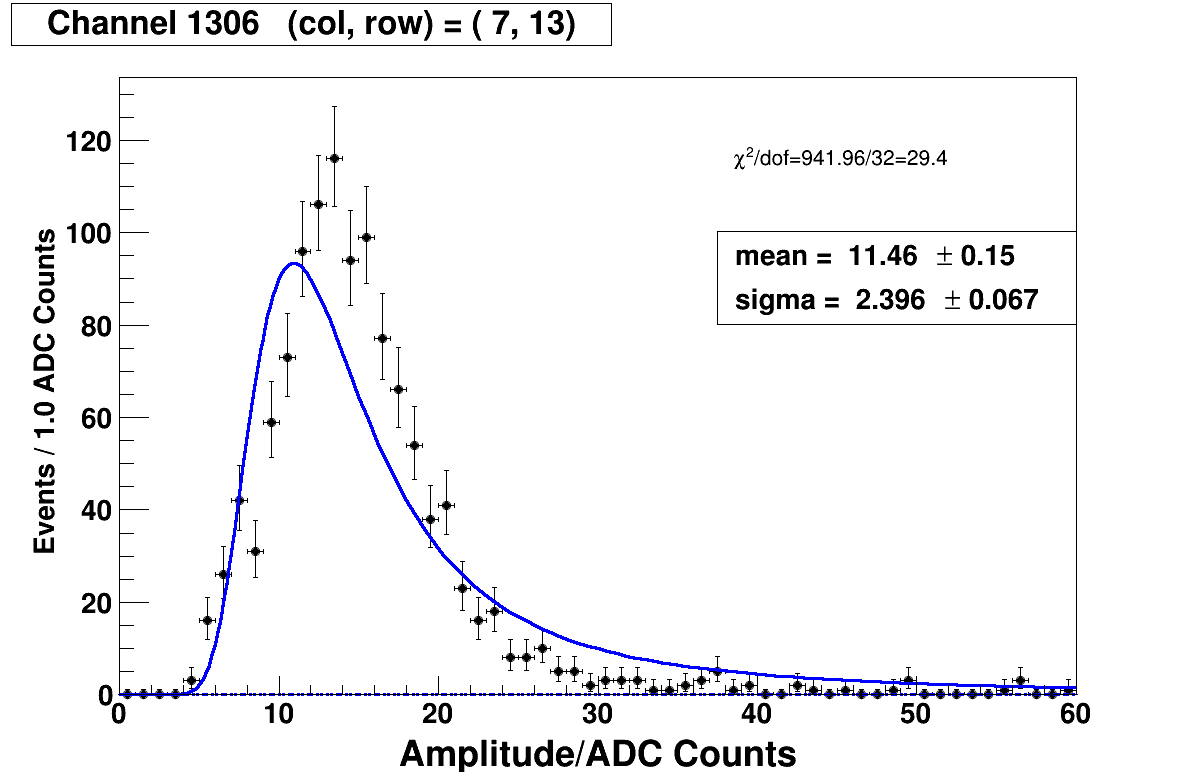 Channel 1306 (col, row) = ( 7, 13)
χ²/dof=941.96/32=29.4
mean = 11.46 ± 0.15
sigma = 2.396 ± 0.067
Events / 1.0 ADC Counts
120
100
80
60
40
20
0
0 10 20 30 40 50 60
Amplitude/ADC Counts